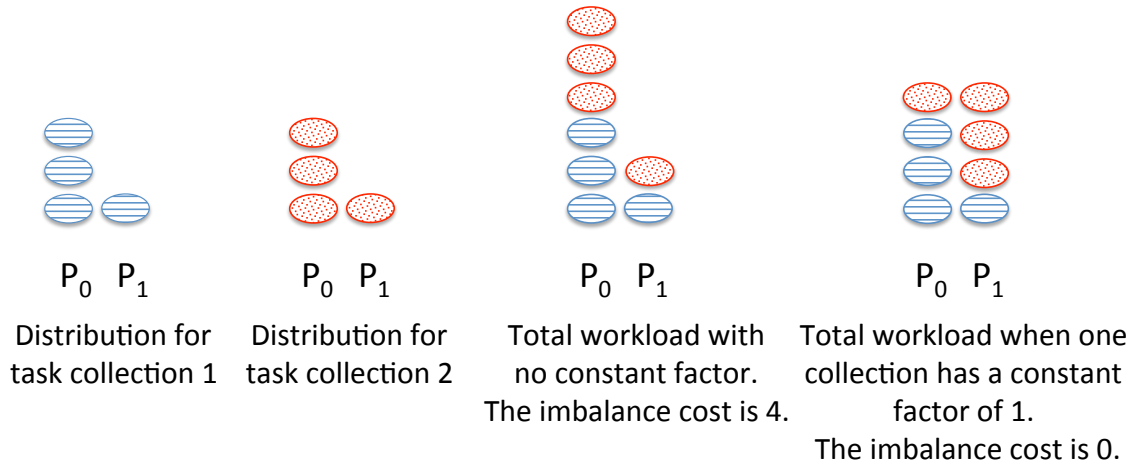 P0 P1
Distribution for
task collection 1
P0 P1
Distribution for
task collection 2
P0 P1
Total workload with
no constant factor.
The imbalance cost is 4.
P0 P1
Total workload when one
collection has a constant
factor of 1.
The imbalance cost is 0.